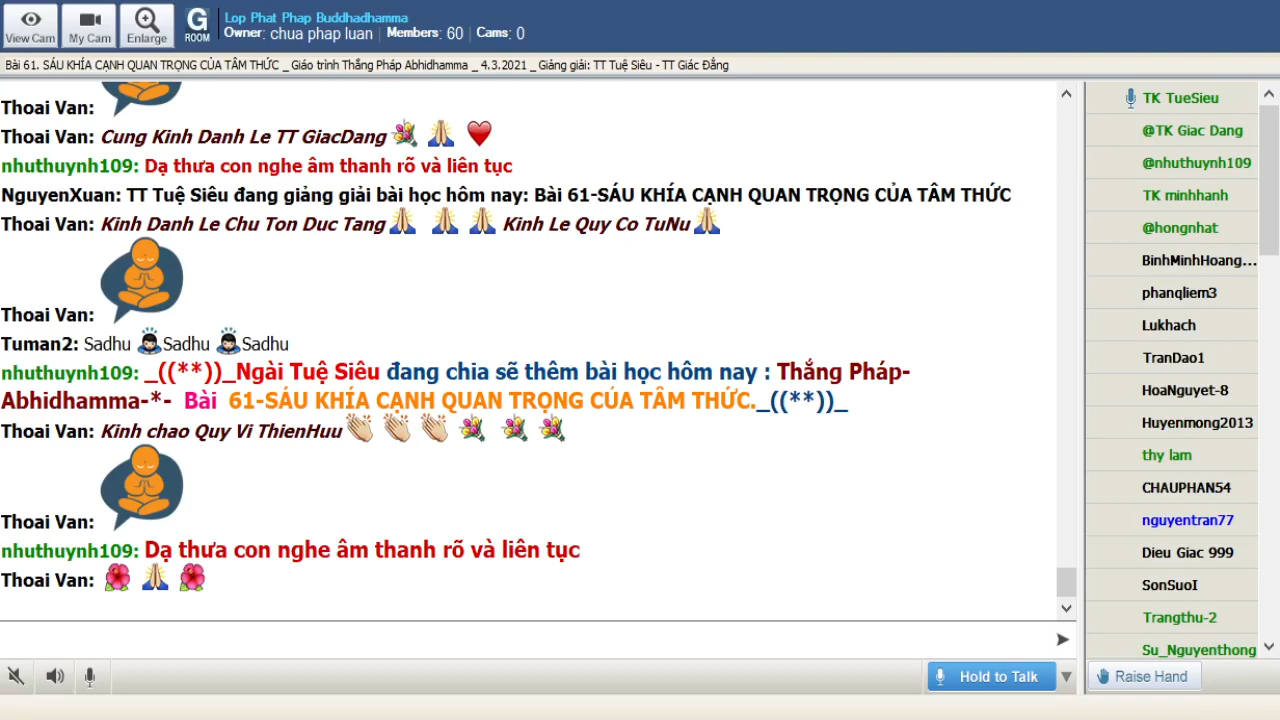 View Cam
My Cam
Enlarge
G
ROOM
Lop Phat Phap Buddhadhamma
Owner: chua phap luan | Members: 60 | Cams: 0
Bài 61. SÁU KHÍA CẠNH QUAN TRỌNG CỦA TÂM THỨC _ Giáo trình Thắng Pháp Abhidhamma _ 4.3.2021 _ Giảng giải: TT Tuệ Siêu - TT Giác Đẳng
Thoai Van:
Thoai Van: Cung Kinh Danh Le TT GiacDang
nhuthuynh109: Dạ thưa con nghe âm thanh rõ và liên tục
NguyenXuan: TT Tuệ Siêu đang giảng giải bài học hôm nay: Bài 61-SÁU KHÍA CẠNH QUAN TRỌNG CỦA TÂM THỨC
Thoai Van: Kinh Danh Le Chu Ton Duc Tang Kinh Le Quy Co TuNu
Thoai Van:
Tuman2: Sadhu Sadhu Sadhu
nhuthuynh109: _((**))_Ngài Tuệ Siêu đang chia sẽ thêm bài học hôm nay : Thắng Pháp-
Abhidhamma-*- Bài 61-SÁU KHÍA CẠNH QUAN TRỌNG CỦA TÂM THỨC._((**))_
Thoai Van: Kinh chao Quy Vi ThienHuu
Thoai Van:
nhuthuynh109: Dạ thưa con nghe âm thanh rõ và liên tục
Thoai Van:
Hold to Talk
TK TueSieu
@TK Giac Dang
@nhuthuynh109
TK minhhanh
@hongnhat
BinhMinhHoang...
phanqliem3
Lukhach
TranDao1
HoaNguyet-8
Huyenmong2013
thy lam
CHAUPHAN54
nguyentran77
Dieu Giac 999
SonSuoI
Trangthu-2
Su_Nguyenthong
Raise Hand